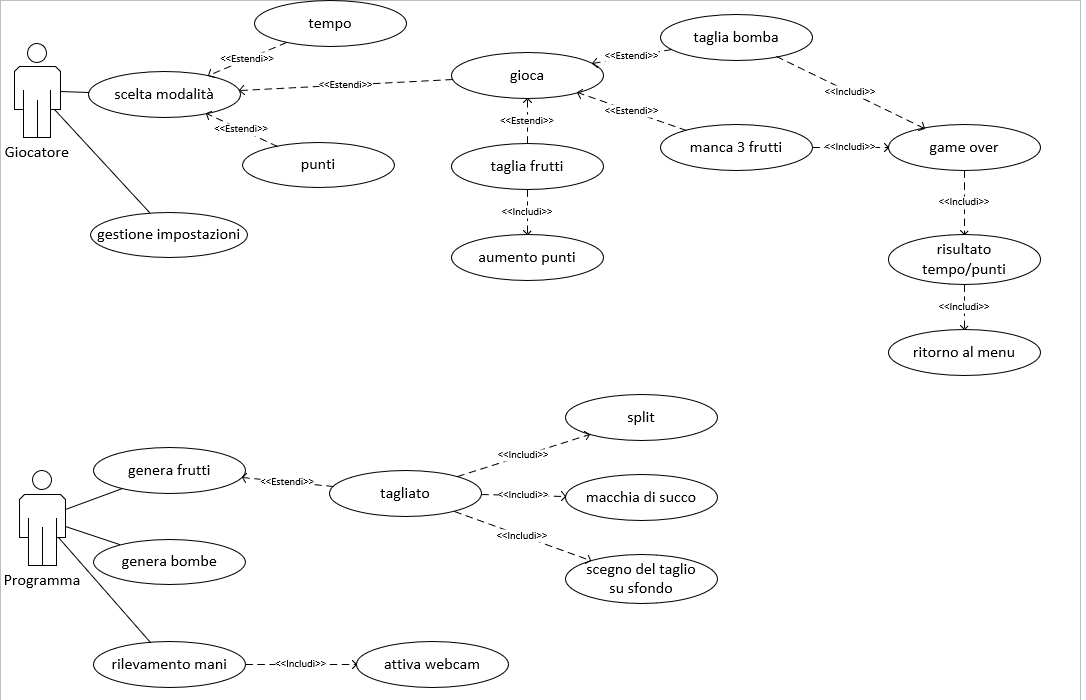 tempo
<<Estendi>>
scelta modalità
<<Estendi>>
<<Estendi>>
punti
Giocatore
gestione impostazioni
gioca
<<Estendi>>
taglia bomba
<<Includi>>
<<Estendi>>
<<Estendi>>
taglia frutti
manca 3 frutti
<<Includi>>
game over
<<Includi>>
aumento punti
<<Includi>>
risultato
tempo/punti
<<Includi>>
ritorno al menu
split
<<Includi>>
genera frutti
<<Estendi>>
tagliato
<<Includi>>
macchia di succo
<<Includi>>
scegno del taglio
su sfondo
genera bombe
Programma
rilevamento mani
<<Includi>>
attiva webcam